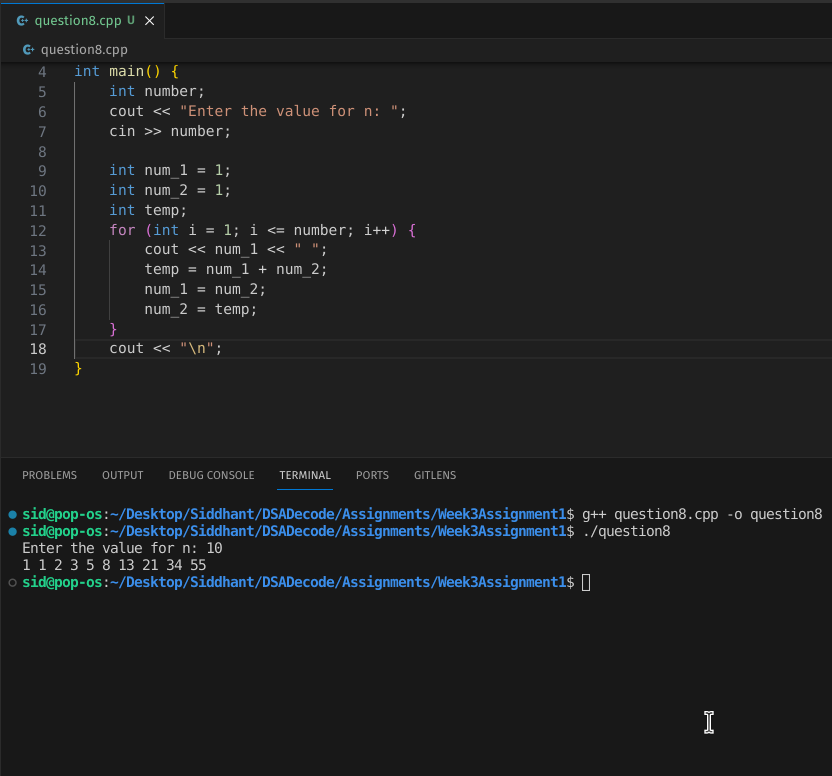 question8.cpp U
question8.cpp
4 int main() {
5     int number;
6     cout << "Enter the value for n: ";
7     cin >> number;
8
9     int num_1 = 1;
10     int num_2 = 1;
11     int temp;
12     for (int i = 1; i <= number; i++) {
13         cout << num_1 << " ";
14         temp = num_1 + num_2;
15         num_1 = num_2;
16         num_2 = temp;
17     }
18     cout << "\n";
19 }
PROBLEMS OUTPUT DEBUG CONSOLE TERMINAL PORTS GITLENS
sid@pop-os:~/Desktop/Siddhant/DSADecode/Assignments/Week3Assignment1$ g++ question8.cpp -o question8
sid@pop-os:~/Desktop/Siddhant/DSADecode/Assignments/Week3Assignment1$ ./question8
Enter the value for n: 10
1 1 2 3 5 8 13 21 34 55
sid@pop-os:~/Desktop/Siddhant/DSADecode/Assignments/Week3Assignment1$